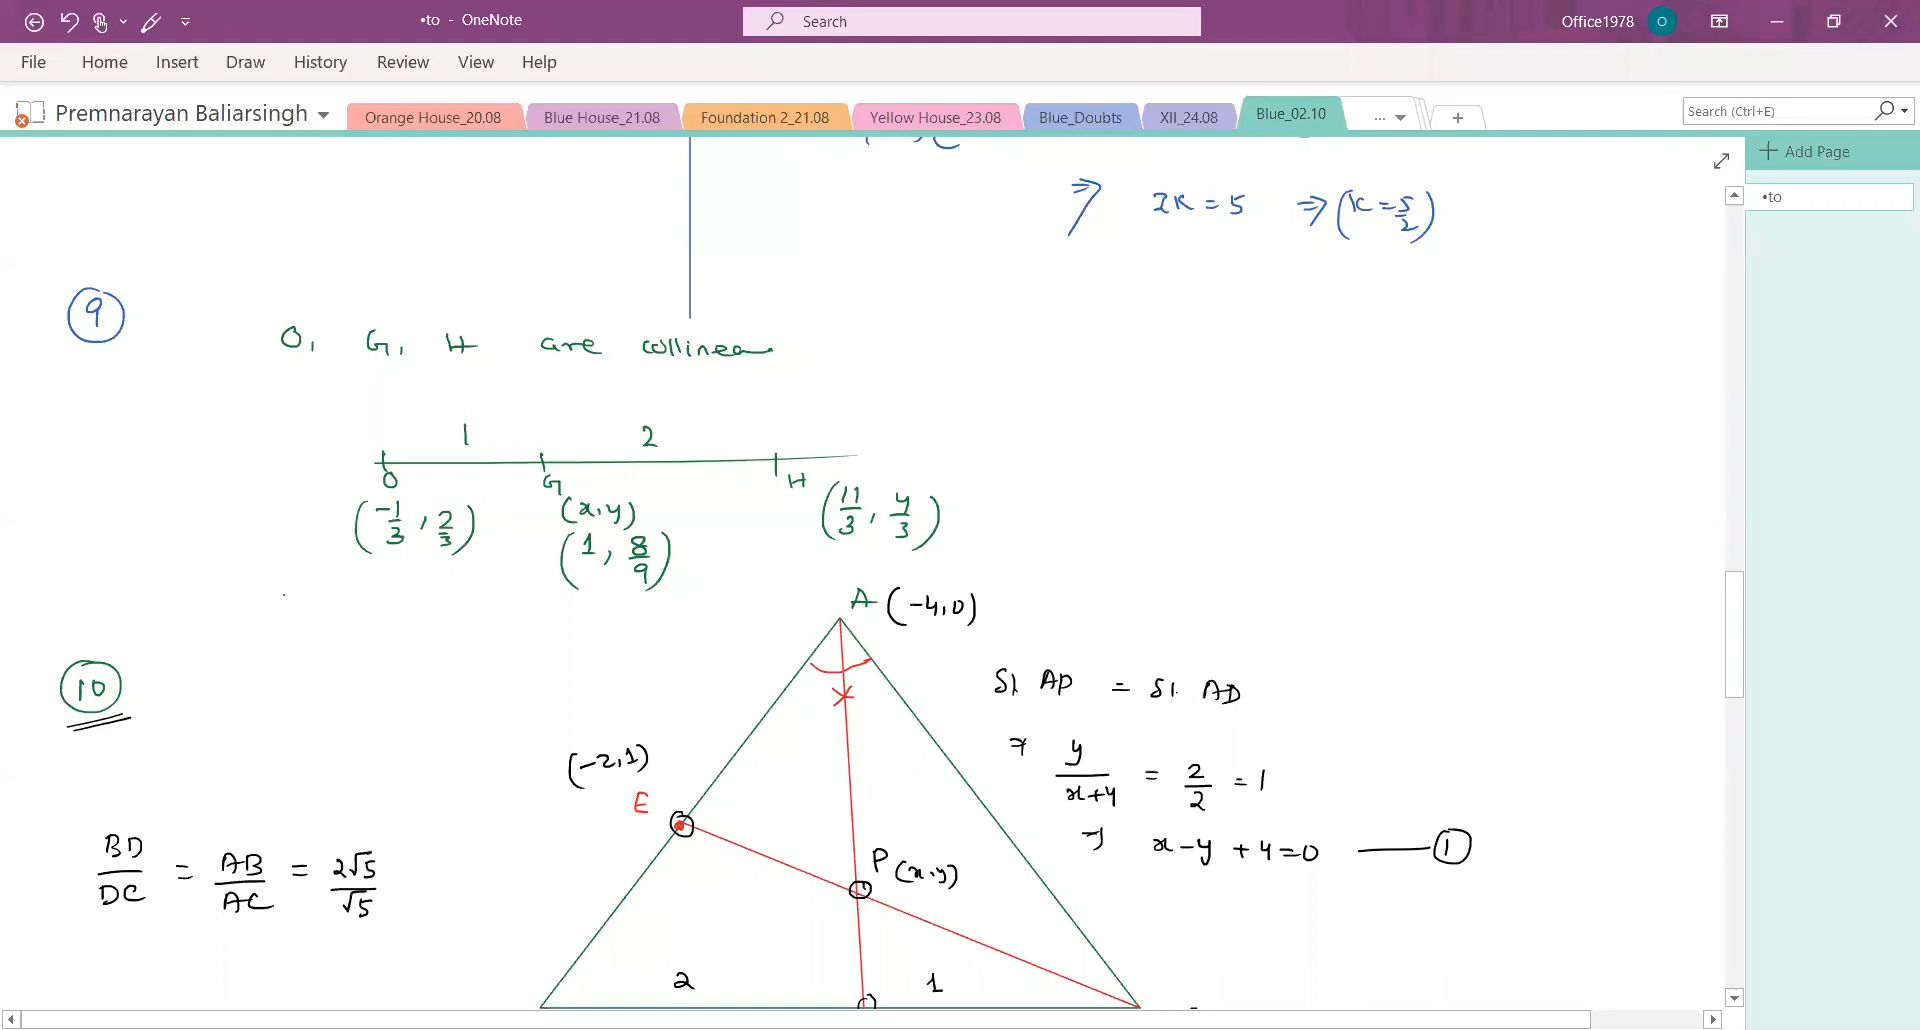 •to - OneNote
Search
Office1978
O
File Home Insert Draw History Review View Help
Premnarayan Baliarsingh
Orange House_20.08 Blue House_21.08 Foundation 2_21.08 Yellow House_23.08 Blue_Doubts XII_24.08 Blue_02.10 ... +
Search (Ctrl+E)
+ Add Page
•to
⇒ 2K = 5 ⇒ (K = 5/2)
9
O, G, H are collinear
1 2
O G H
(-1/3, 2/3) (x,y) (11/3, 4/3)
(1, 8/9)
A (-4,0)
10
Sl. AP = Sl. AD
⇒ y/(x+4) = 2/2 = 1
(-2,1)
E
⇒ x-y+4=0 —— 1
BD/DC = AB/AC = 2√5/√5
P(x,y)
2 1